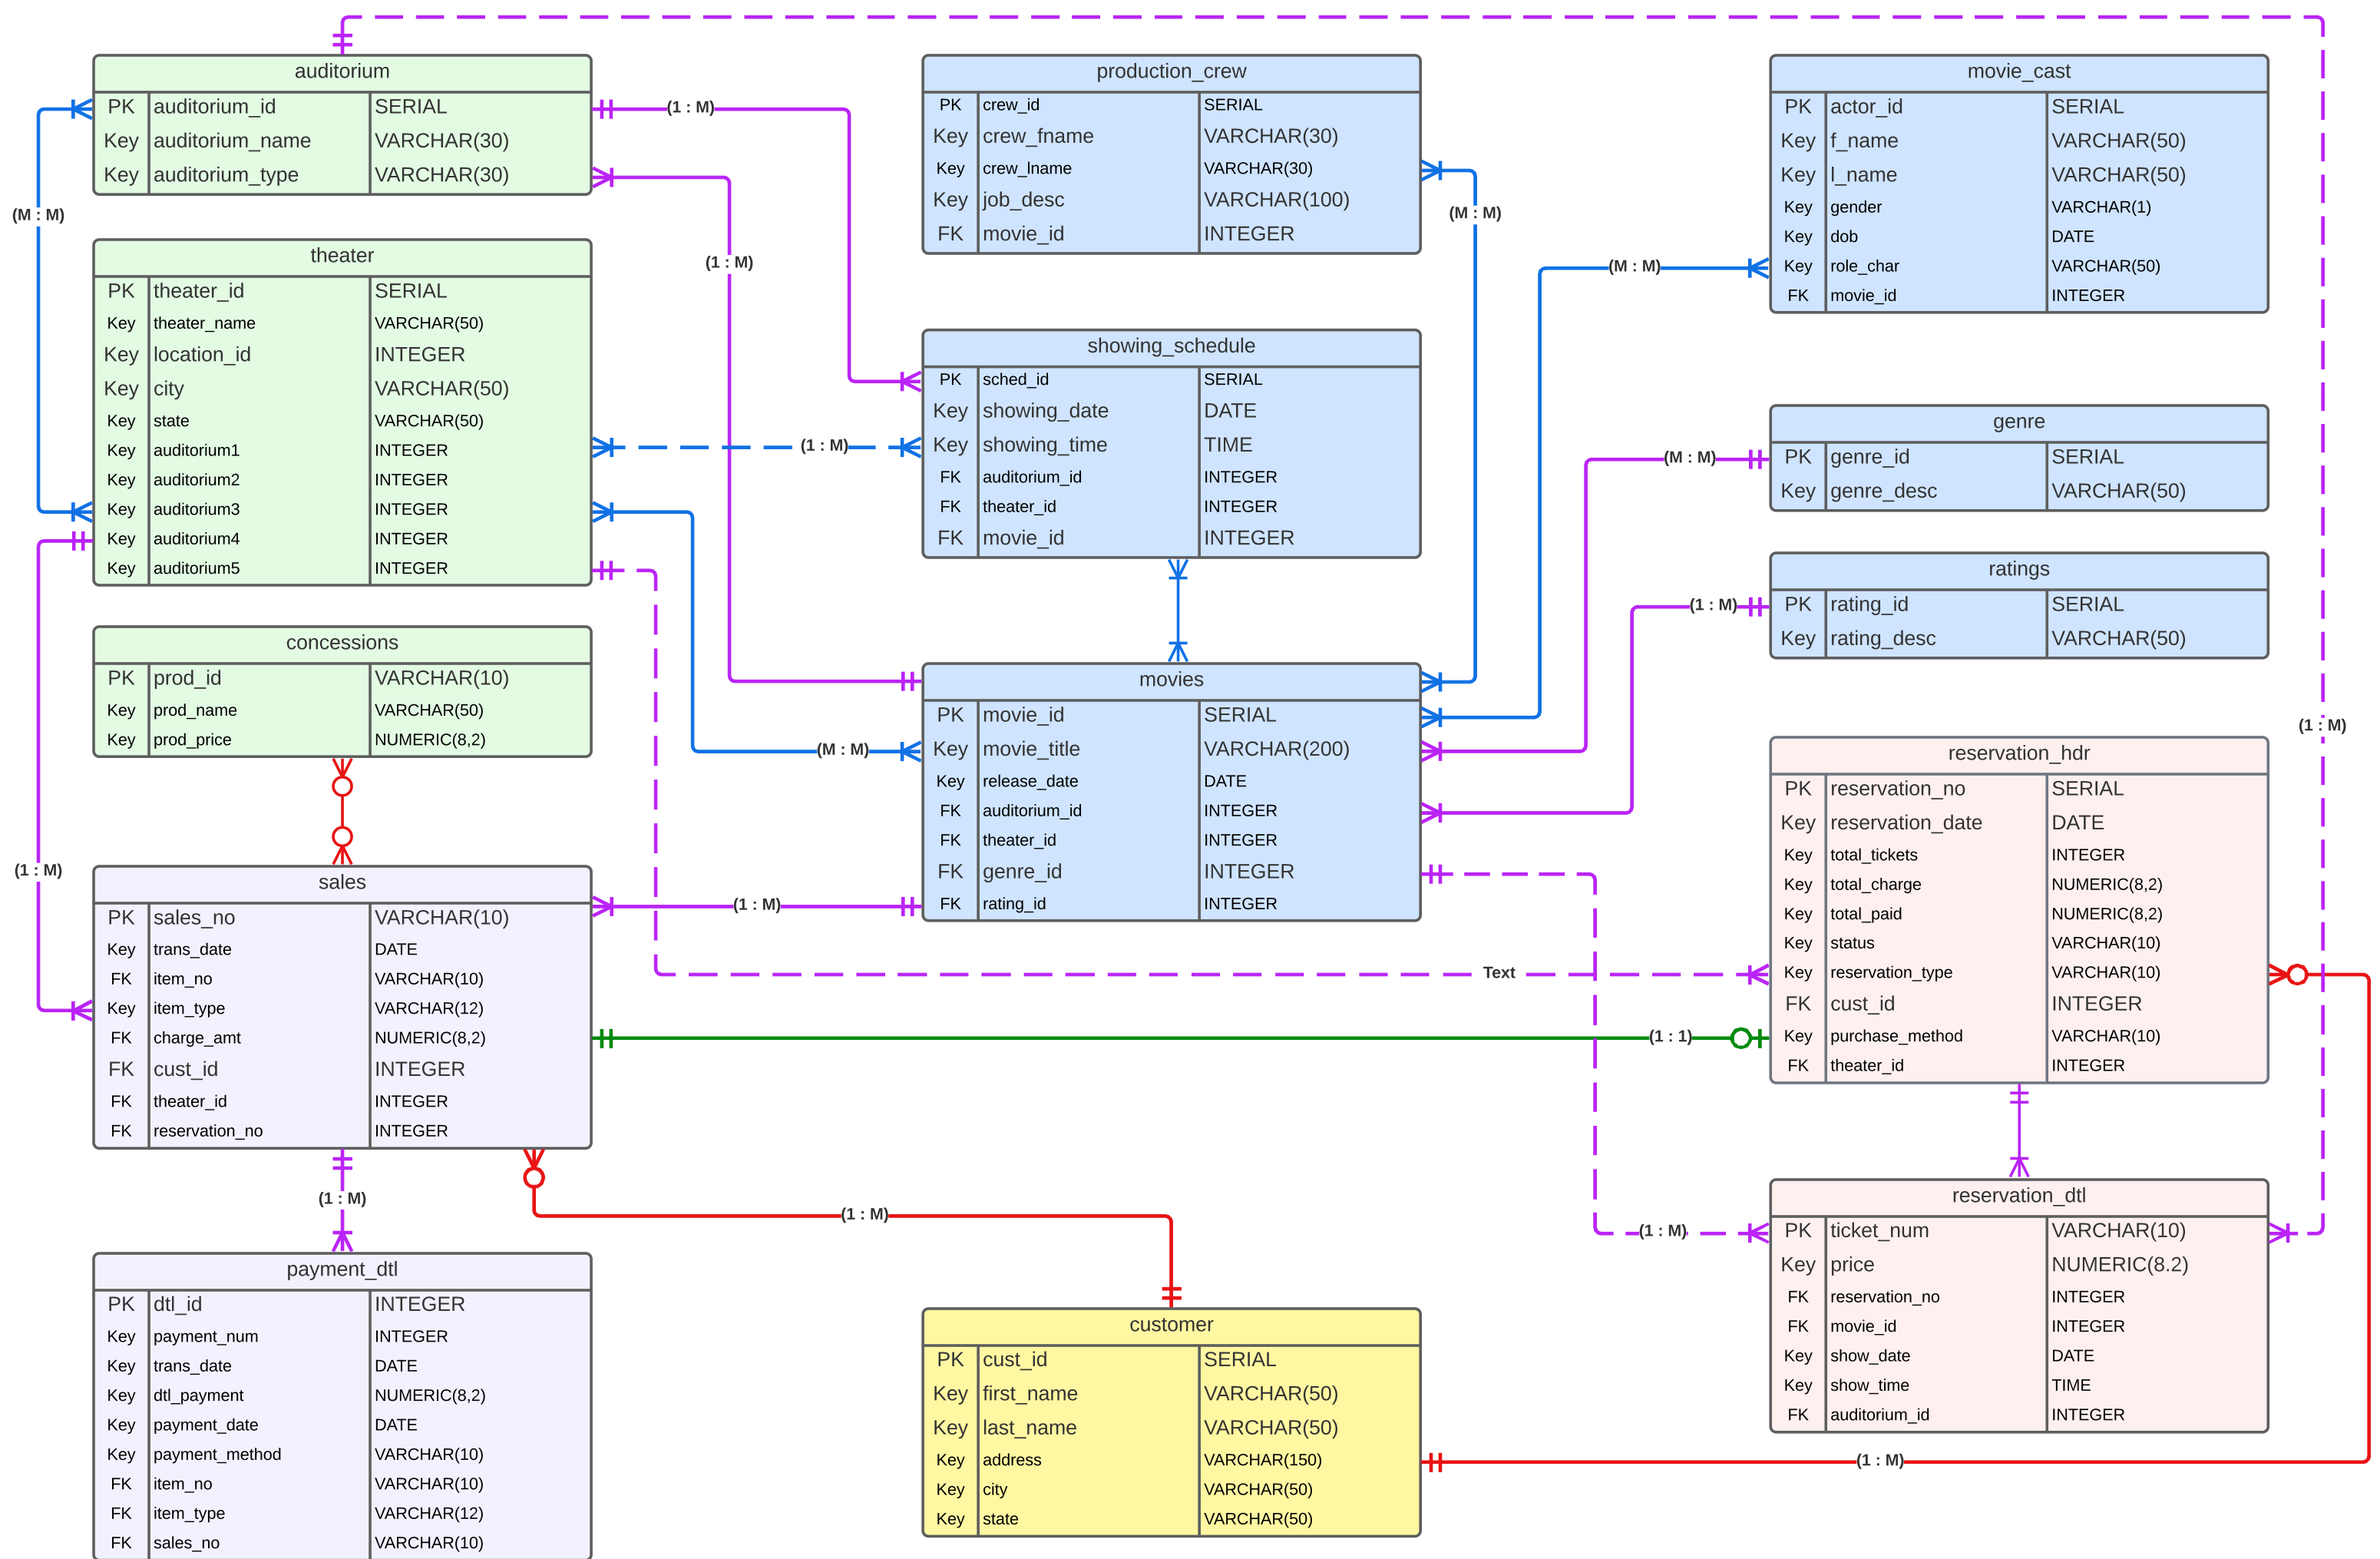 auditorium
PK auditorium_id SERIAL
Key auditorium_name VARCHAR(30)
Key auditorium_type VARCHAR(30)
(1 : M)
(M : M)
(1 : M)
theater
PK theater_id SERIAL
Key theater_name VARCHAR(50)
Key location_id INTEGER
Key city VARCHAR(50)
Key state VARCHAR(50)
Key auditorium1 INTEGER
Key auditorium2 INTEGER
Key auditorium3 INTEGER
Key auditorium4 INTEGER
Key auditorium5 INTEGER
(1 : M)
(M : M)
(1 : M)
concessions
PK prod_id VARCHAR(10)
Key prod_name VARCHAR(50)
Key prod_price NUMERIC(8,2)
sales
PK sales_no VARCHAR(10)
Key trans_date DATE
FK item_no VARCHAR(10)
Key item_type VARCHAR(12)
FK charge_amt NUMERIC(8,2)
FK cust_id INTEGER
FK theater_id INTEGER
FK reservation_no INTEGER
(1 : M)
(1 : M)
(1 : M)
payment_dtl
PK dtl_id INTEGER
Key payment_num INTEGER
Key trans_date DATE
Key dtl_payment NUMERIC(8,2)
Key payment_date DATE
Key payment_method VARCHAR(10)
FK item_no VARCHAR(10)
FK item_type VARCHAR(12)
FK sales_no VARCHAR(10)
production_crew
PK crew_id SERIAL
Key crew_fname VARCHAR(30)
Key crew_lname VARCHAR(30)
Key job_desc VARCHAR(100)
FK movie_id INTEGER
(M : M)
showing_schedule
PK sched_id SERIAL
Key showing_date DATE
Key showing_time TIME
FK auditorium_id INTEGER
FK theater_id INTEGER
FK movie_id INTEGER
movies
PK movie_id SERIAL
Key movie_title VARCHAR(200)
Key release_date DATE
FK auditorium_id INTEGER
FK theater_id INTEGER
FK genre_id INTEGER
FK rating_id INTEGER
Text
(1 : 1)
customer
PK cust_id SERIAL
Key first_name VARCHAR(50)
Key last_name VARCHAR(50)
Key address VARCHAR(150)
Key city VARCHAR(50)
Key state VARCHAR(50)
movie_cast
PK actor_id SERIAL
Key f_name VARCHAR(50)
Key l_name VARCHAR(50)
Key gender VARCHAR(1)
Key dob DATE
Key role_char VARCHAR(50)
FK movie_id INTEGER
(M : M)
genre
PK genre_id SERIAL
Key genre_desc VARCHAR(50)
(M : M)
ratings
PK rating_id SERIAL
Key rating_desc VARCHAR(50)
(1 : M)
(1 : M)
reservation_hdr
PK reservation_no SERIAL
Key reservation_date DATE
Key total_tickets INTEGER
Key total_charge NUMERIC(8,2)
Key total_paid NUMERIC(8,2)
Key status VARCHAR(10)
Key reservation_type VARCHAR(10)
FK cust_id INTEGER
Key purchase_method VARCHAR(10)
FK theater_id INTEGER
(1 : M)
reservation_dtl
PK ticket_num VARCHAR(10)
Key price NUMERIC(8.2)
FK reservation_no INTEGER
FK movie_id INTEGER
Key show_date DATE
Key show_time TIME
FK auditorium_id INTEGER
(1 : M)